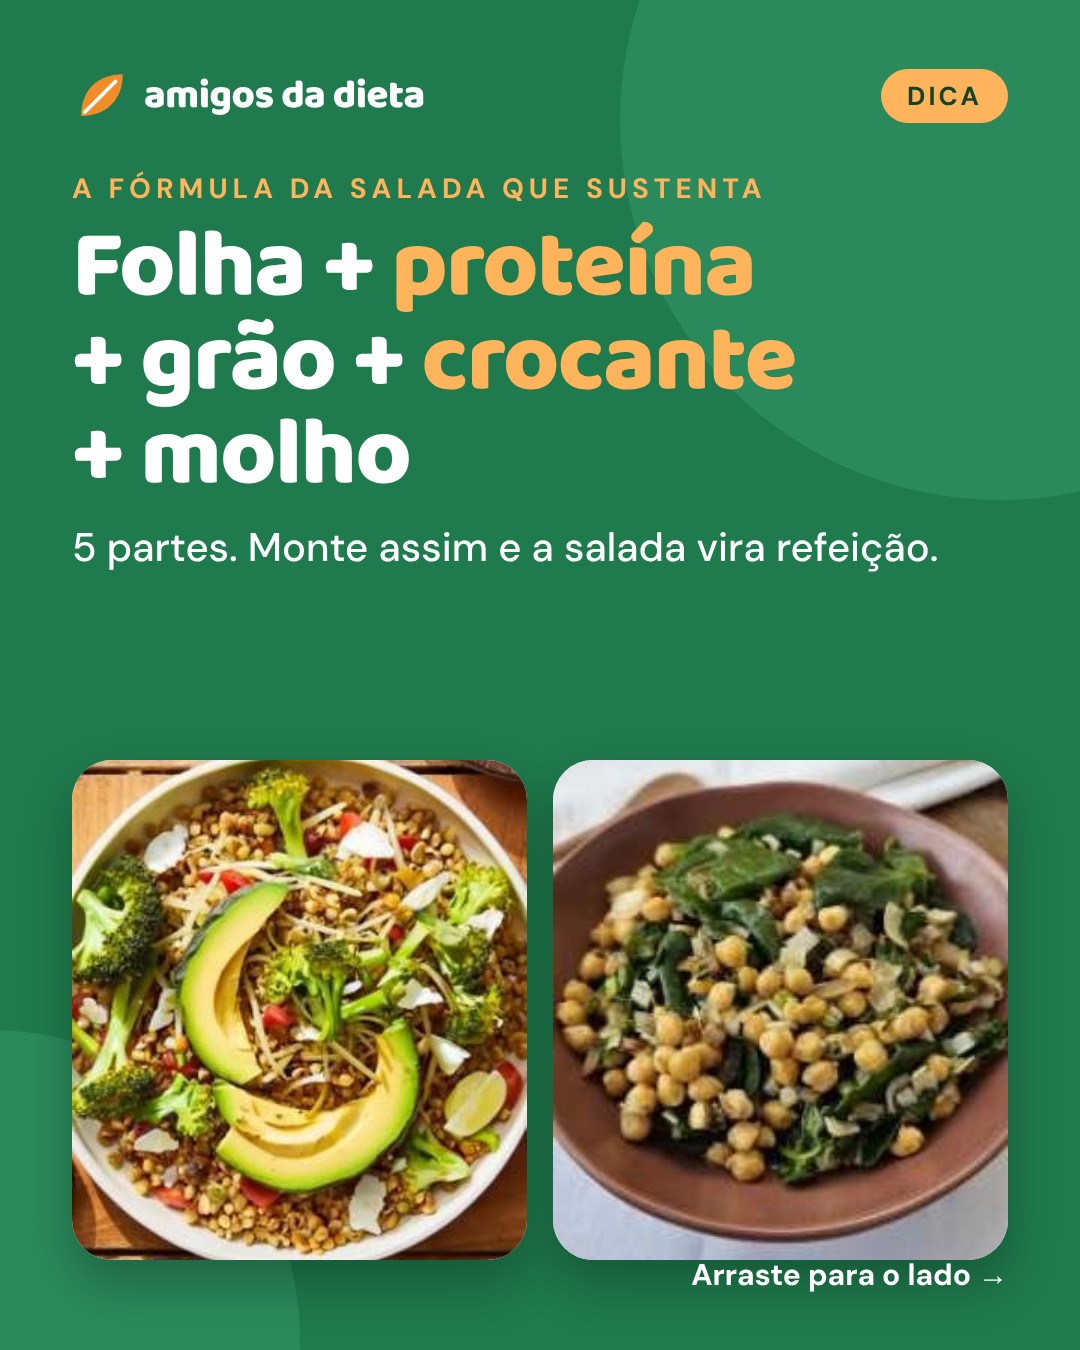 amigos da dieta
DICA
A FÓRMULA DA SALADA QUE SUSTENTA
Folha + proteína
+ grão + crocante
+ molho
5 partes. Monte assim e a salada vira refeição.
Arraste para o lado →